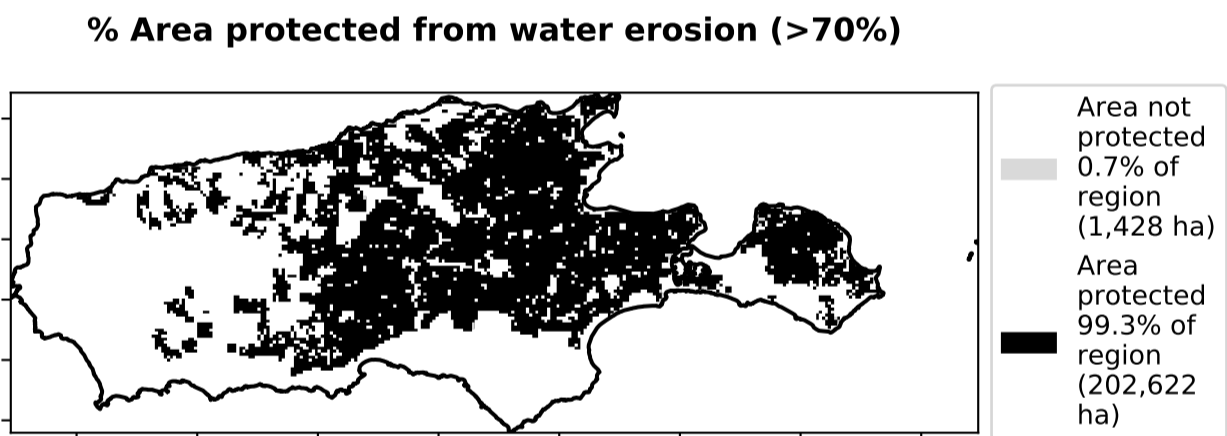 % Area protected from water erosion (>70%)
Area not
protected
0.7% of
region
(1,428 ha)
Area
protected
99.3% of
region
(202,622
ha)